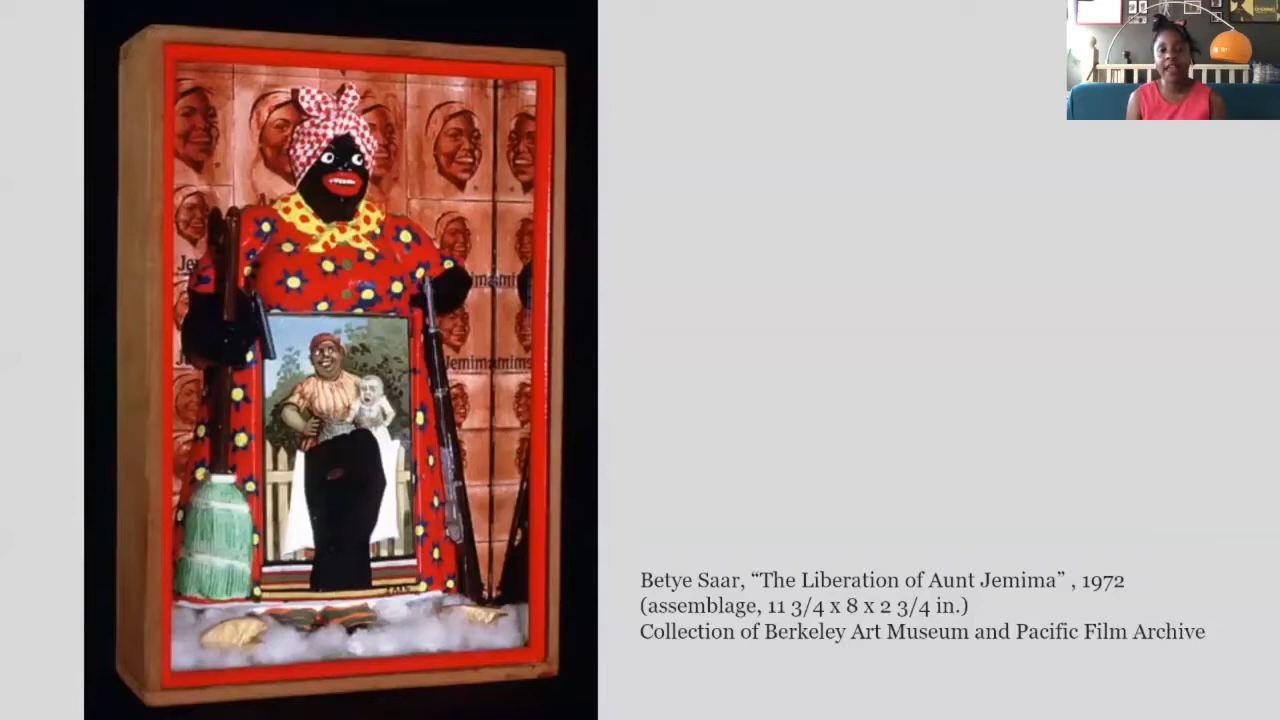 Jemima
Betye Saar, “The Liberation of Aunt Jemima” , 1972
(assemblage, 11 3/4 x 8 x 2 3/4 in.)
Collection of Berkeley Art Museum and Pacific Film Archive